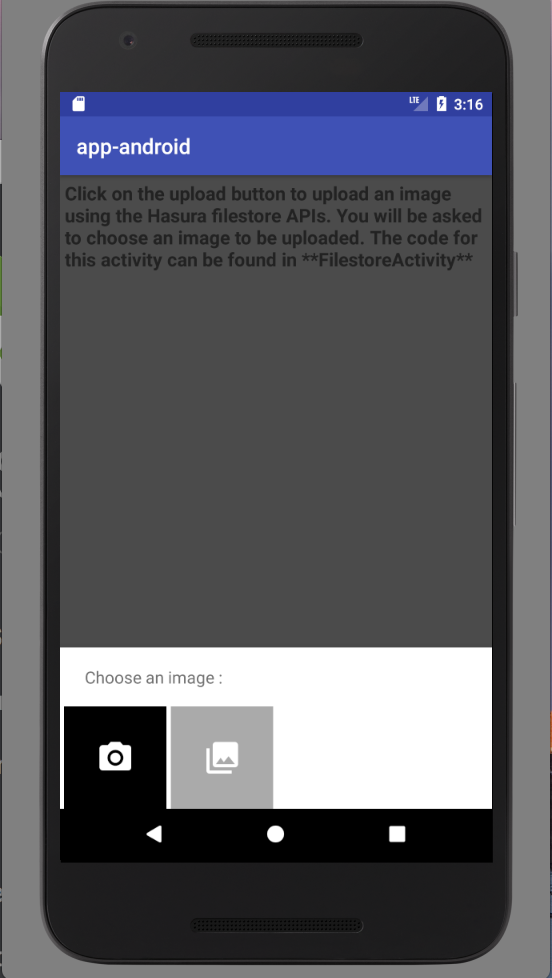 LTE 3:16
app-android
Click on the upload button to upload an image
using the Hasura filestore APIs. You will be asked
to choose an image to be uploaded. The code for
this activity can be found in **FilestoreActivity**
Choose an image :